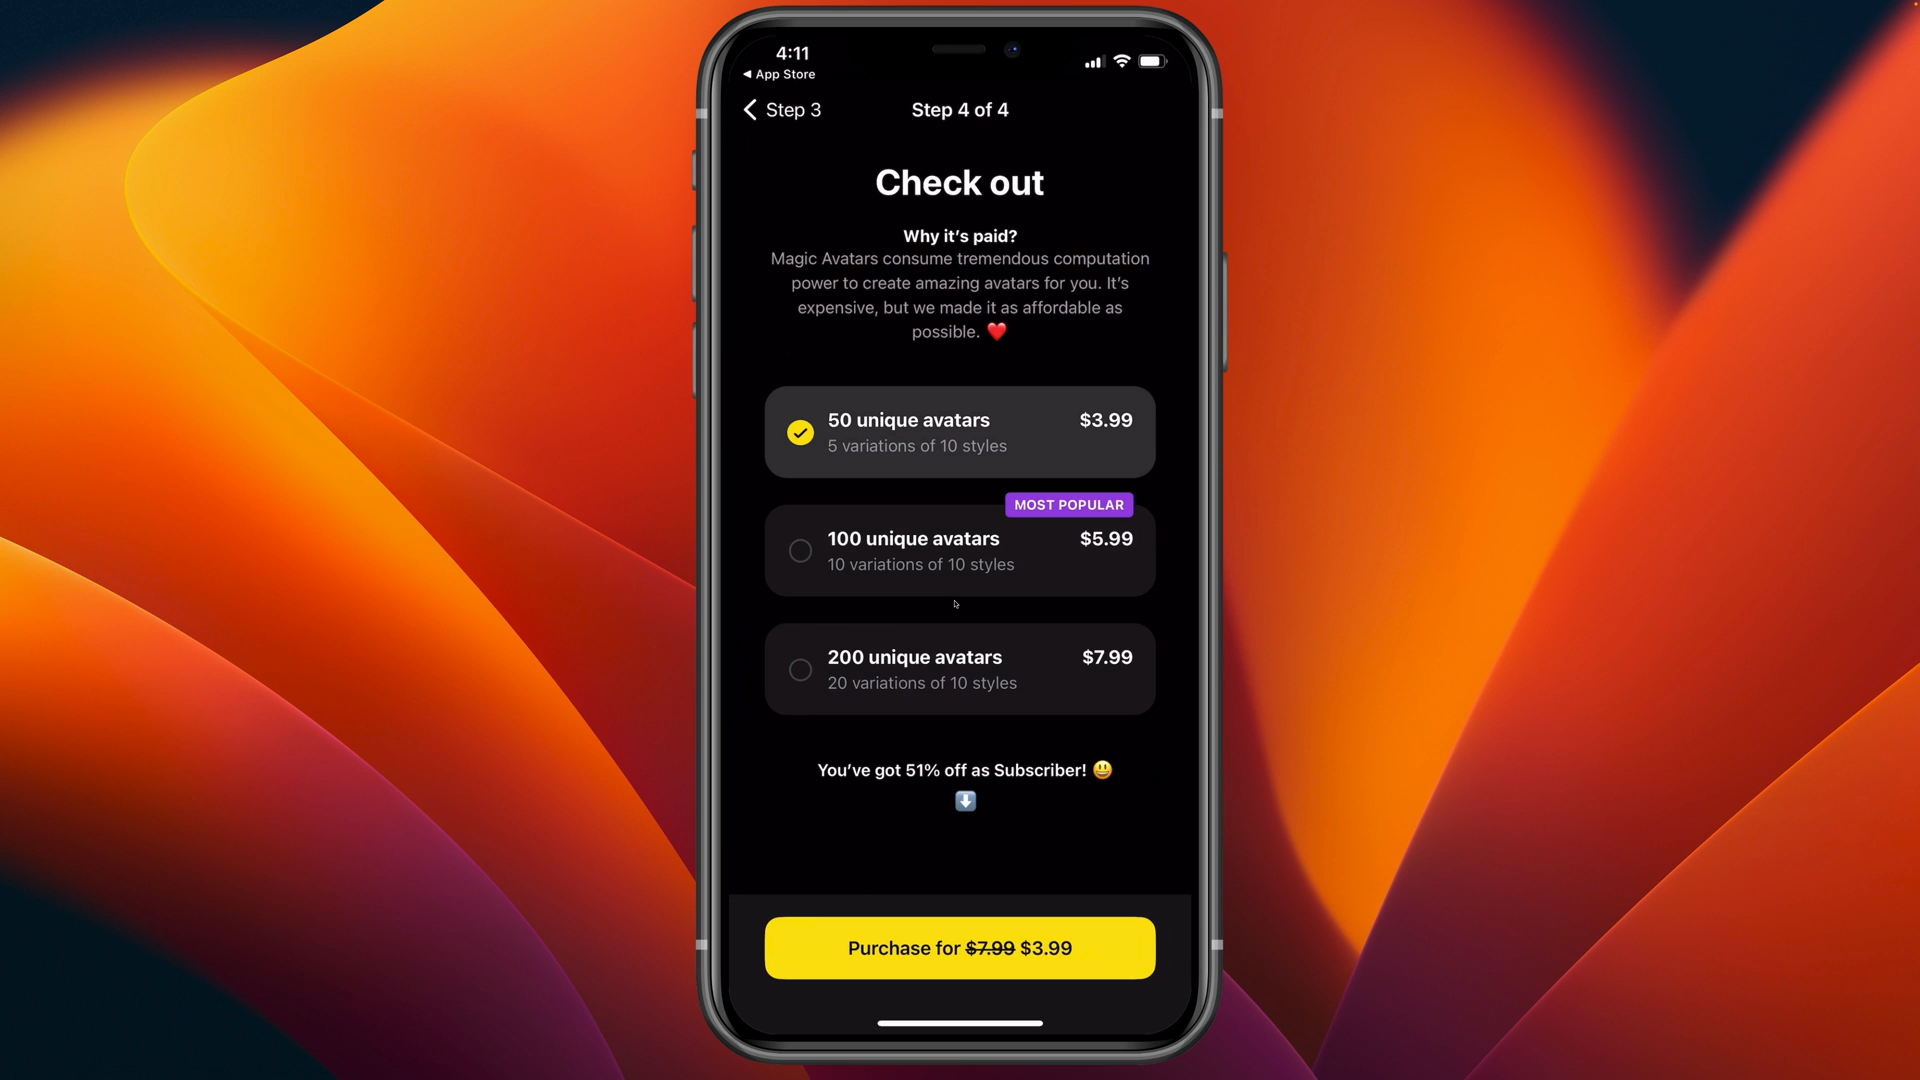 4:11
◀ App Store
Step 3
Step 4 of 4
Check out
Why it's paid?
Magic Avatars consume tremendous computation
power to create amazing avatars for you. It's
expensive, but we made it as affordable as
possible. ❤️
50 unique avatars $3.99
5 variations of 10 styles
MOST POPULAR
100 unique avatars $5.99
10 variations of 10 styles
200 unique avatars $7.99
20 variations of 10 styles
You've got 51% off as Subscriber! 😃
⬇️
Purchase for $7.99 $3.99